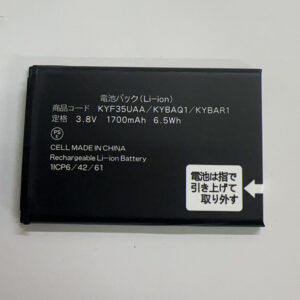 電池パック(Li-ion)
商品コード KYF35UAA/KYBAQ1/KYBAR1
定格 3.8V 1700mAh 6.5Wh
PS
E
CELL MADE IN CHINA
Rechargeable Li-ion Battery
1ICP6/42/61
電池は指で
引き上げて
取り外す